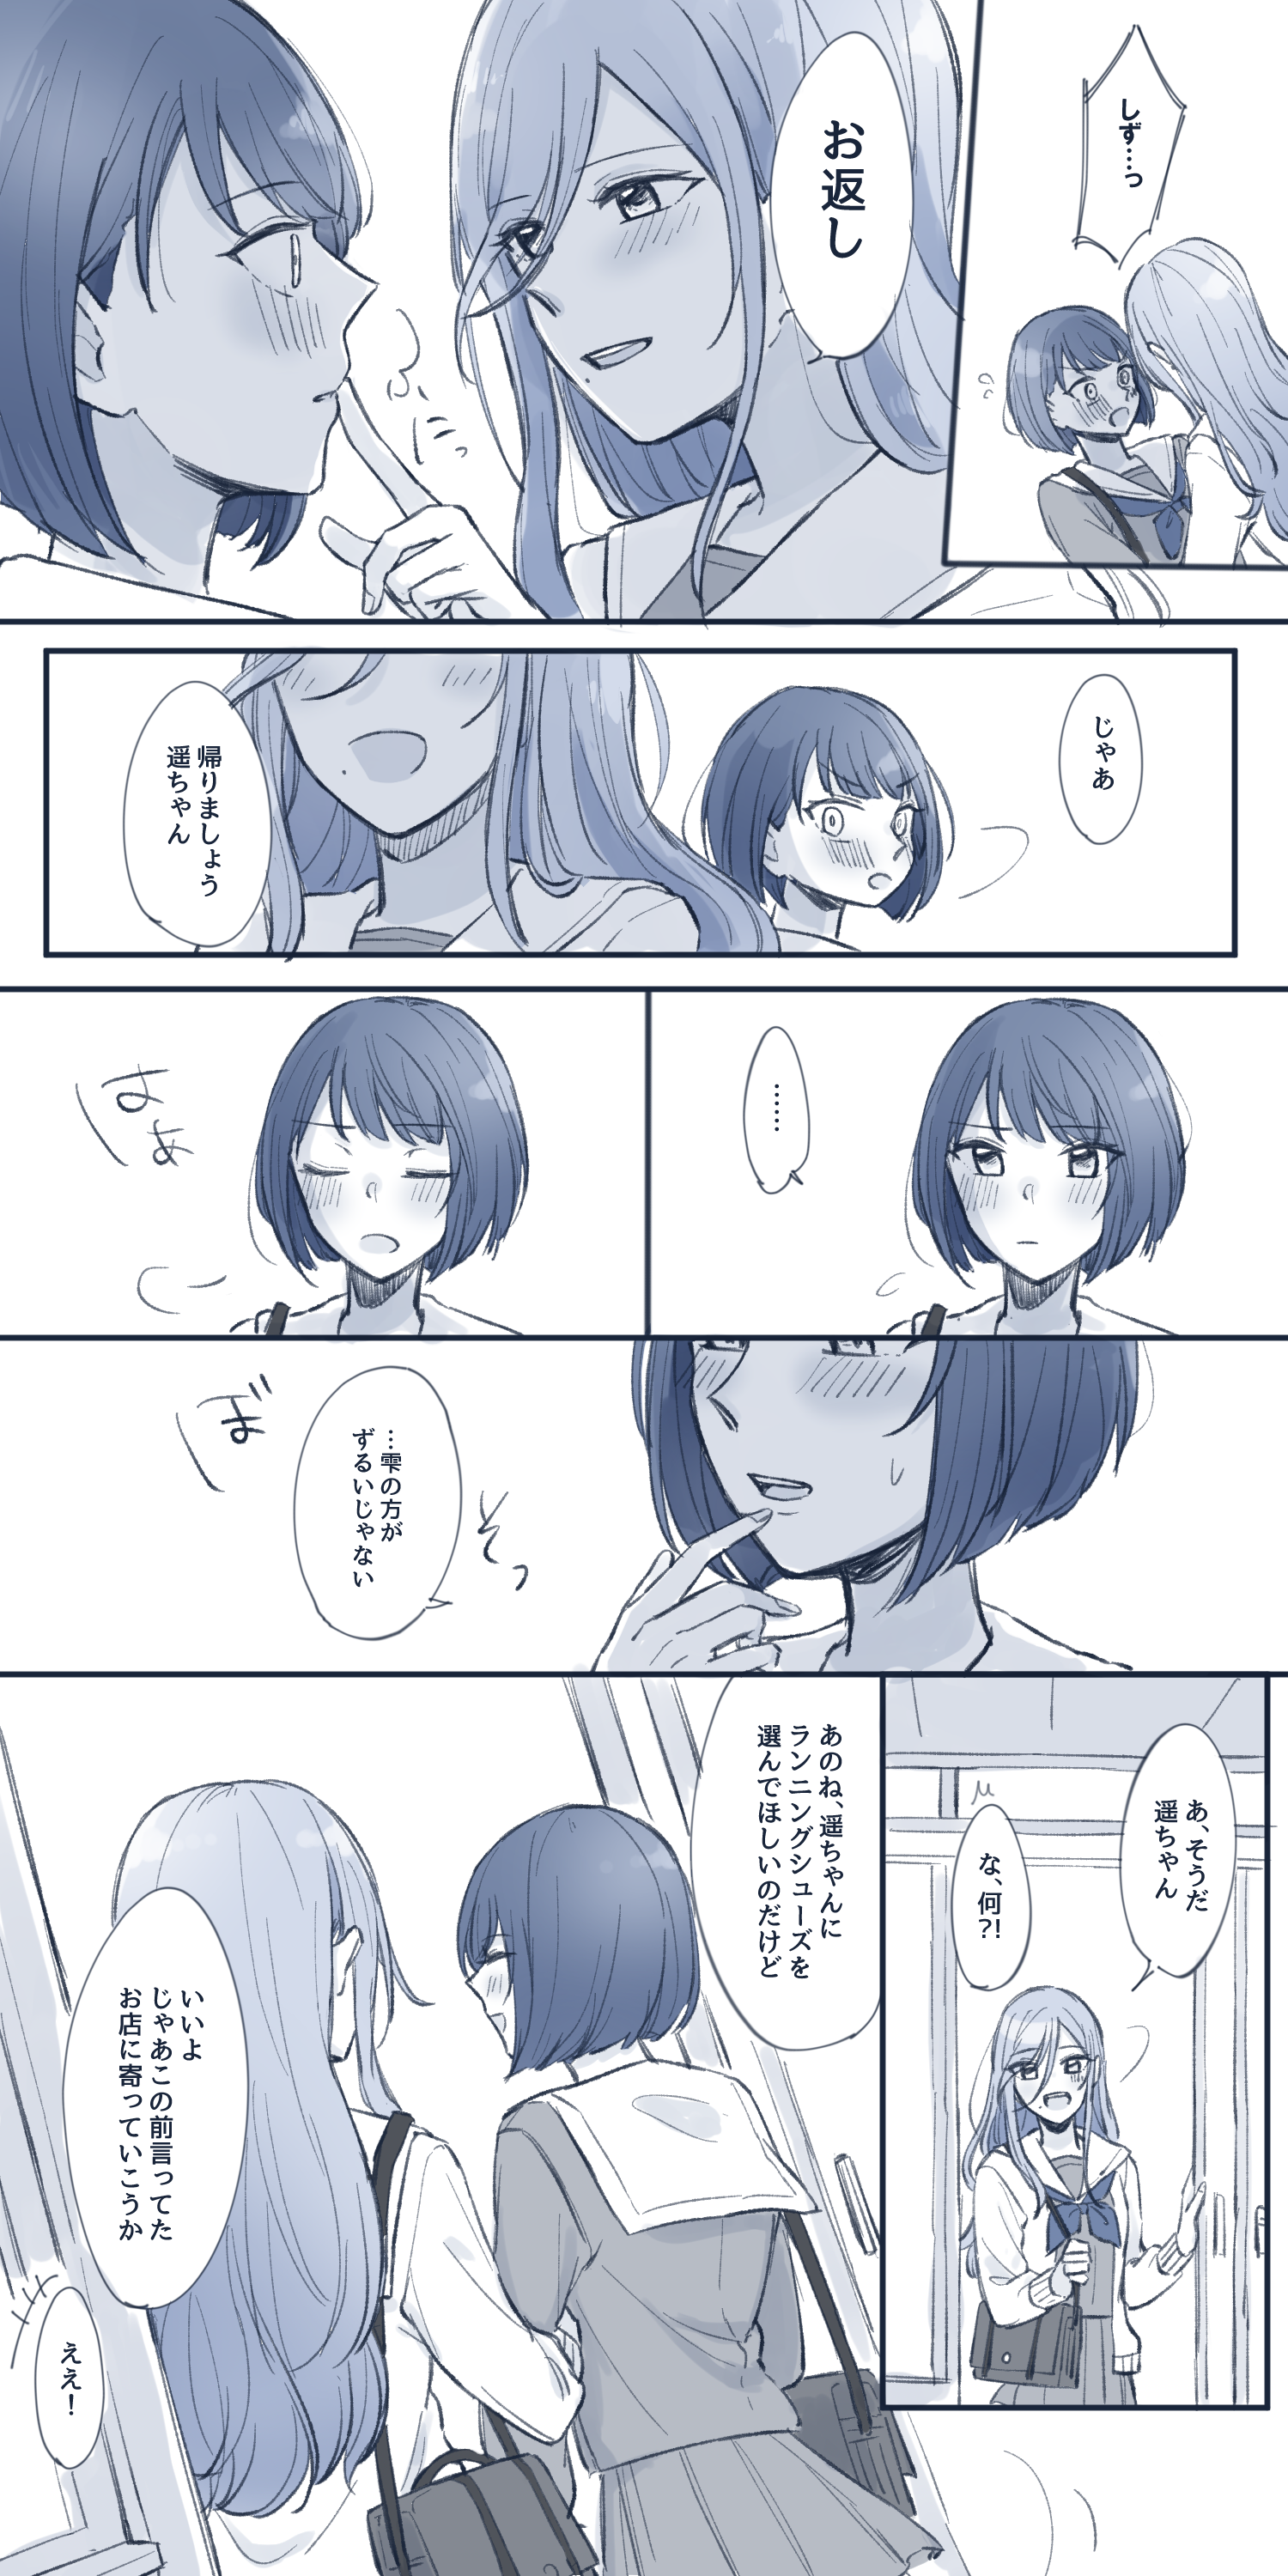 しず…っ
お返し
ふ、
にっ
じゃあ
帰りましょう
遥ちゃん
……
はぁ
そっ
…雫の方が
ずるいじゃない
ぼ
あ、そうだ
遥ちゃん
な、何?!
あのね、遥ちゃんに
ランニングシューズを
選んでほしいのだけど
いいよ
じゃあこの前言ってた
お店に寄っていこうか
ええ！